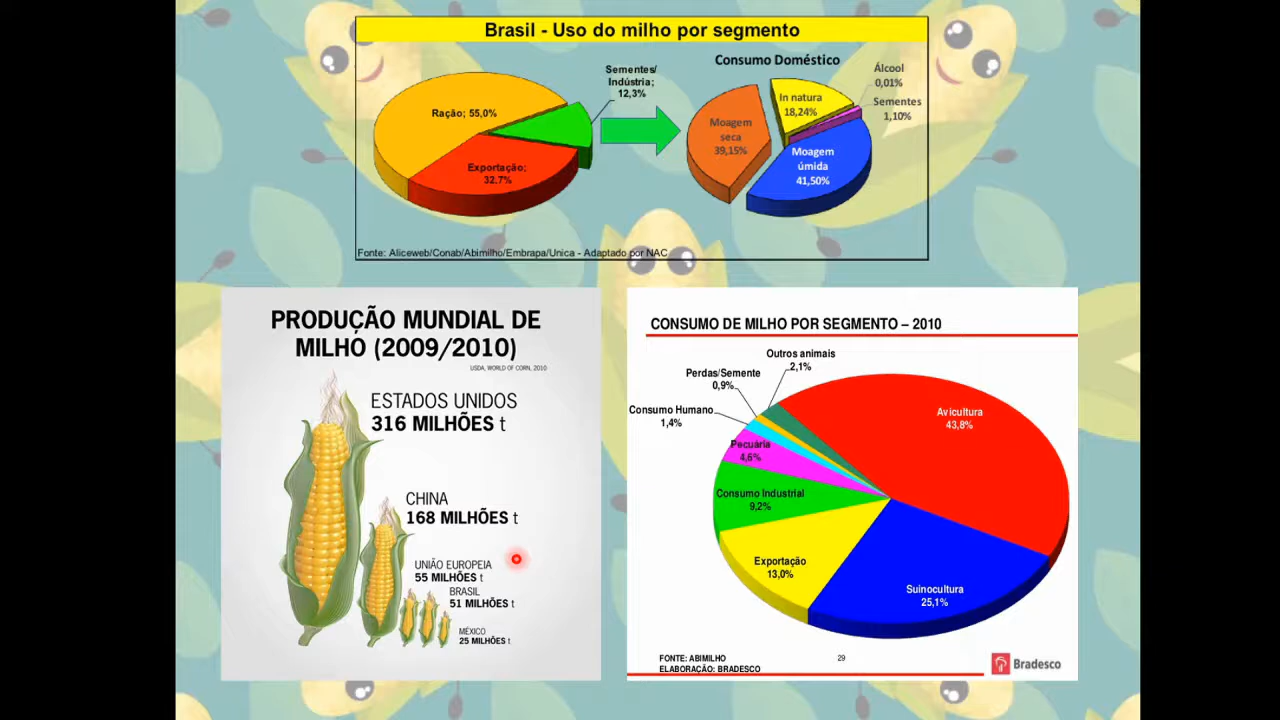 Brasil - Uso do milho por segmento
Consumo Doméstico
Sementes/
Indústria;
12,3%
Ração; 55,0%
Exportação;
32,7%
Moagem
seca
39,15%
In natura
18,24%
Álcool
0,01%
Sementes
1,10%
Moagem
úmida
41,50%
Fonte: Aliceweb/Conab/Abimilho/Embrapa/Unica - Adaptado por NAC
PRODUÇÃO MUNDIAL DE
MILHO (2009/2010)
USDA, WORLD OF CORN, 2010
ESTADOS UNIDOS
316 MILHÕES t
CHINA
168 MILHÕES t
UNIÃO EUROPEIA
55 MILHÕES t
BRASIL
51 MILHÕES t
MÉXICO
25 MILHÕES t
CONSUMO DE MILHO POR SEGMENTO – 2010
Outros animais
2,1%
Perdas/Semente
0,9%
Consumo Humano
1,4%
Pecuária
4,6%
Consumo Industrial
9,2%
Exportação
13,0%
Avicultura
43,8%
Suinocultura
25,1%
FONTE: ABIMILHO
ELABORAÇÃO: BRADESCO
29
Bradesco